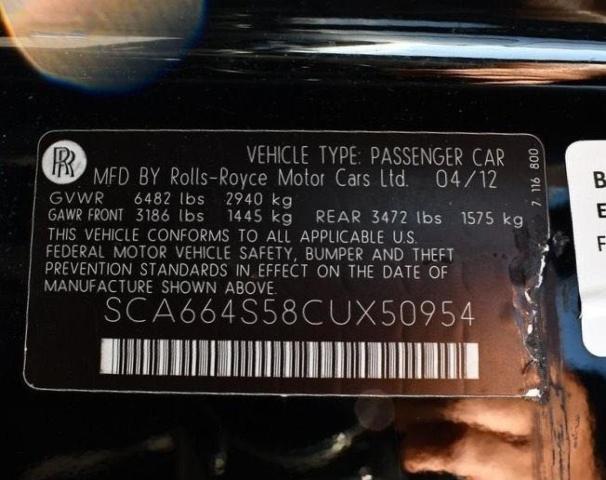 RR
VEHICLE TYPE: PASSENGER CAR
MFD BY Rolls-Royce Motor Cars Ltd. 04/12
GVWR 6482 lbs 2940 kg
GAWR FRONT 3186 lbs 1445 kg REAR 3472 lbs 1575 kg
THIS VEHICLE CONFORMS TO ALL APPLICABLE U.S.
FEDERAL MOTOR VEHICLE SAFETY, BUMPER AND THEFT
PREVENTION STANDARDS IN EFFECT ON THE DATE OF
MANUFACTURE SHOWN ABOVE.
SCA664S58CUX50954
7 116 800
B
E
F